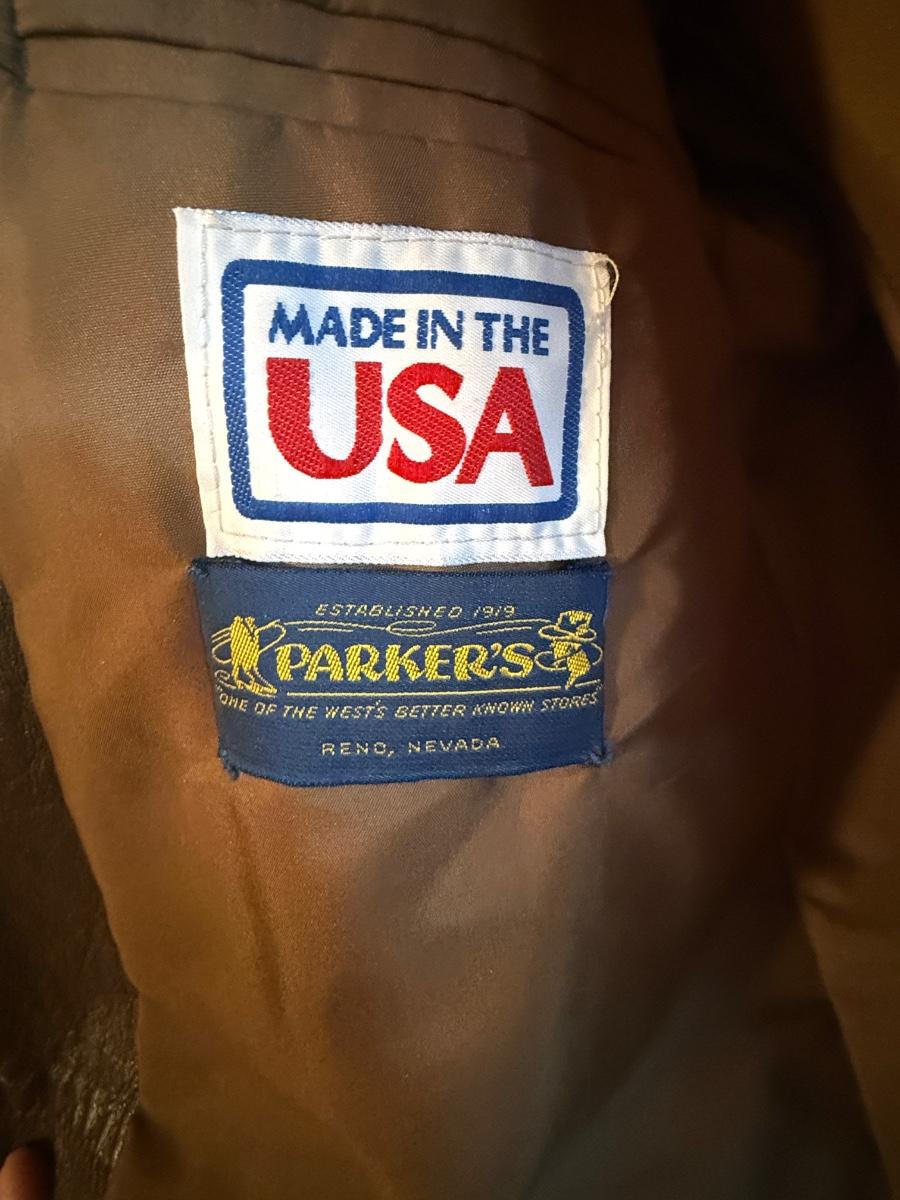 MADE IN THE
USA
ESTABLISHED 1919
PARKER'S
"ONE OF THE WEST'S BETTER KNOWN STORES"
RENO, NEVADA